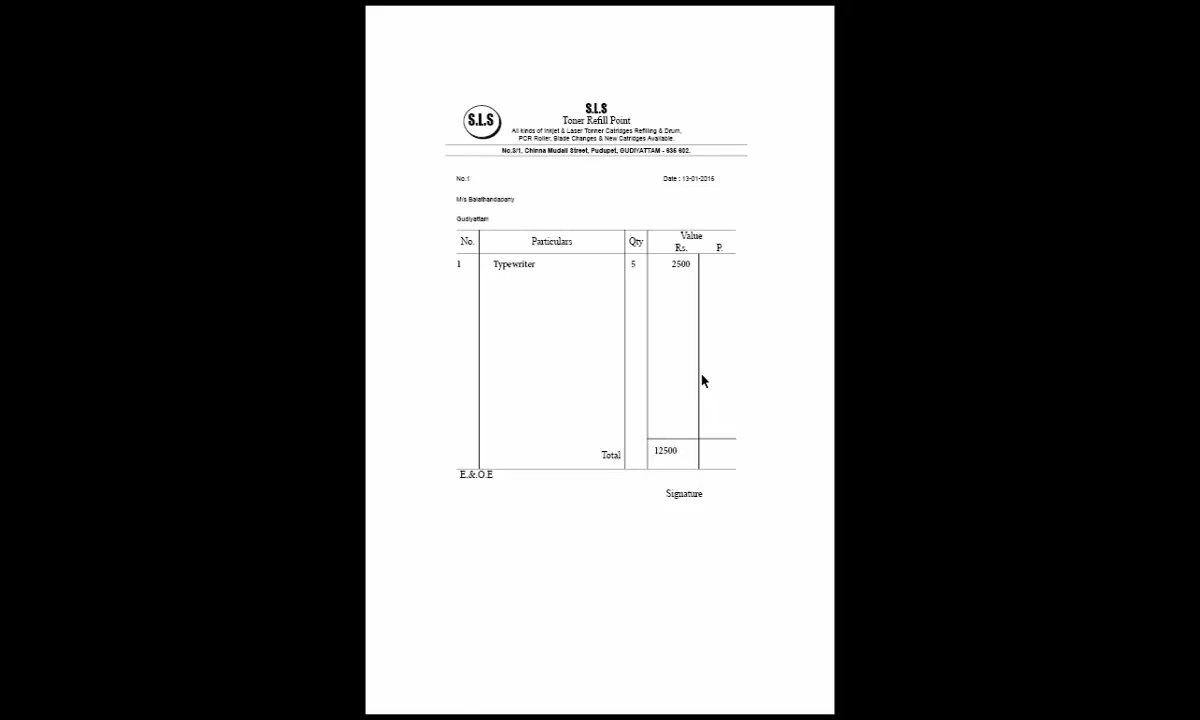 S.L.S
S.L.S
Toner Refill Point
All kinds of Inkjet & Laser Tonner Catridges Refilling & Drum,
PCR Roller, Blade Changes & New Catridges Available.
No.3/1, Chinna Mudali Street, Pudupet, GUDIYATTAM - 635 602.
No.1 Date : 13-01-2016
M/s Balathandapany
Gudiyattam
No. Particulars Qty Value
Rs. P.
1 Typewriter 5 2500
Total 12500
E.&.O.E
Signature